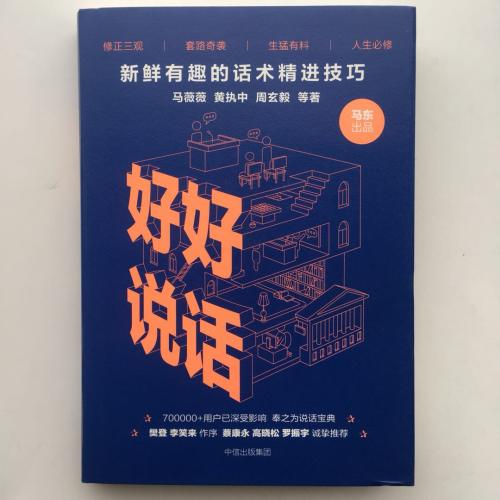 修正三观 | 套路奇袭 | 生猛有料 | 人生必修
新鲜有趣的话术精进技巧
马薇薇 黄执中 周玄毅 等著
马东
出品
好好
说话
700000+用户已深受影响 奉之为说话宝典
樊登 李笑来 作序 蔡康永 高晓松 罗振宇 诚挚推荐
中信出版集团